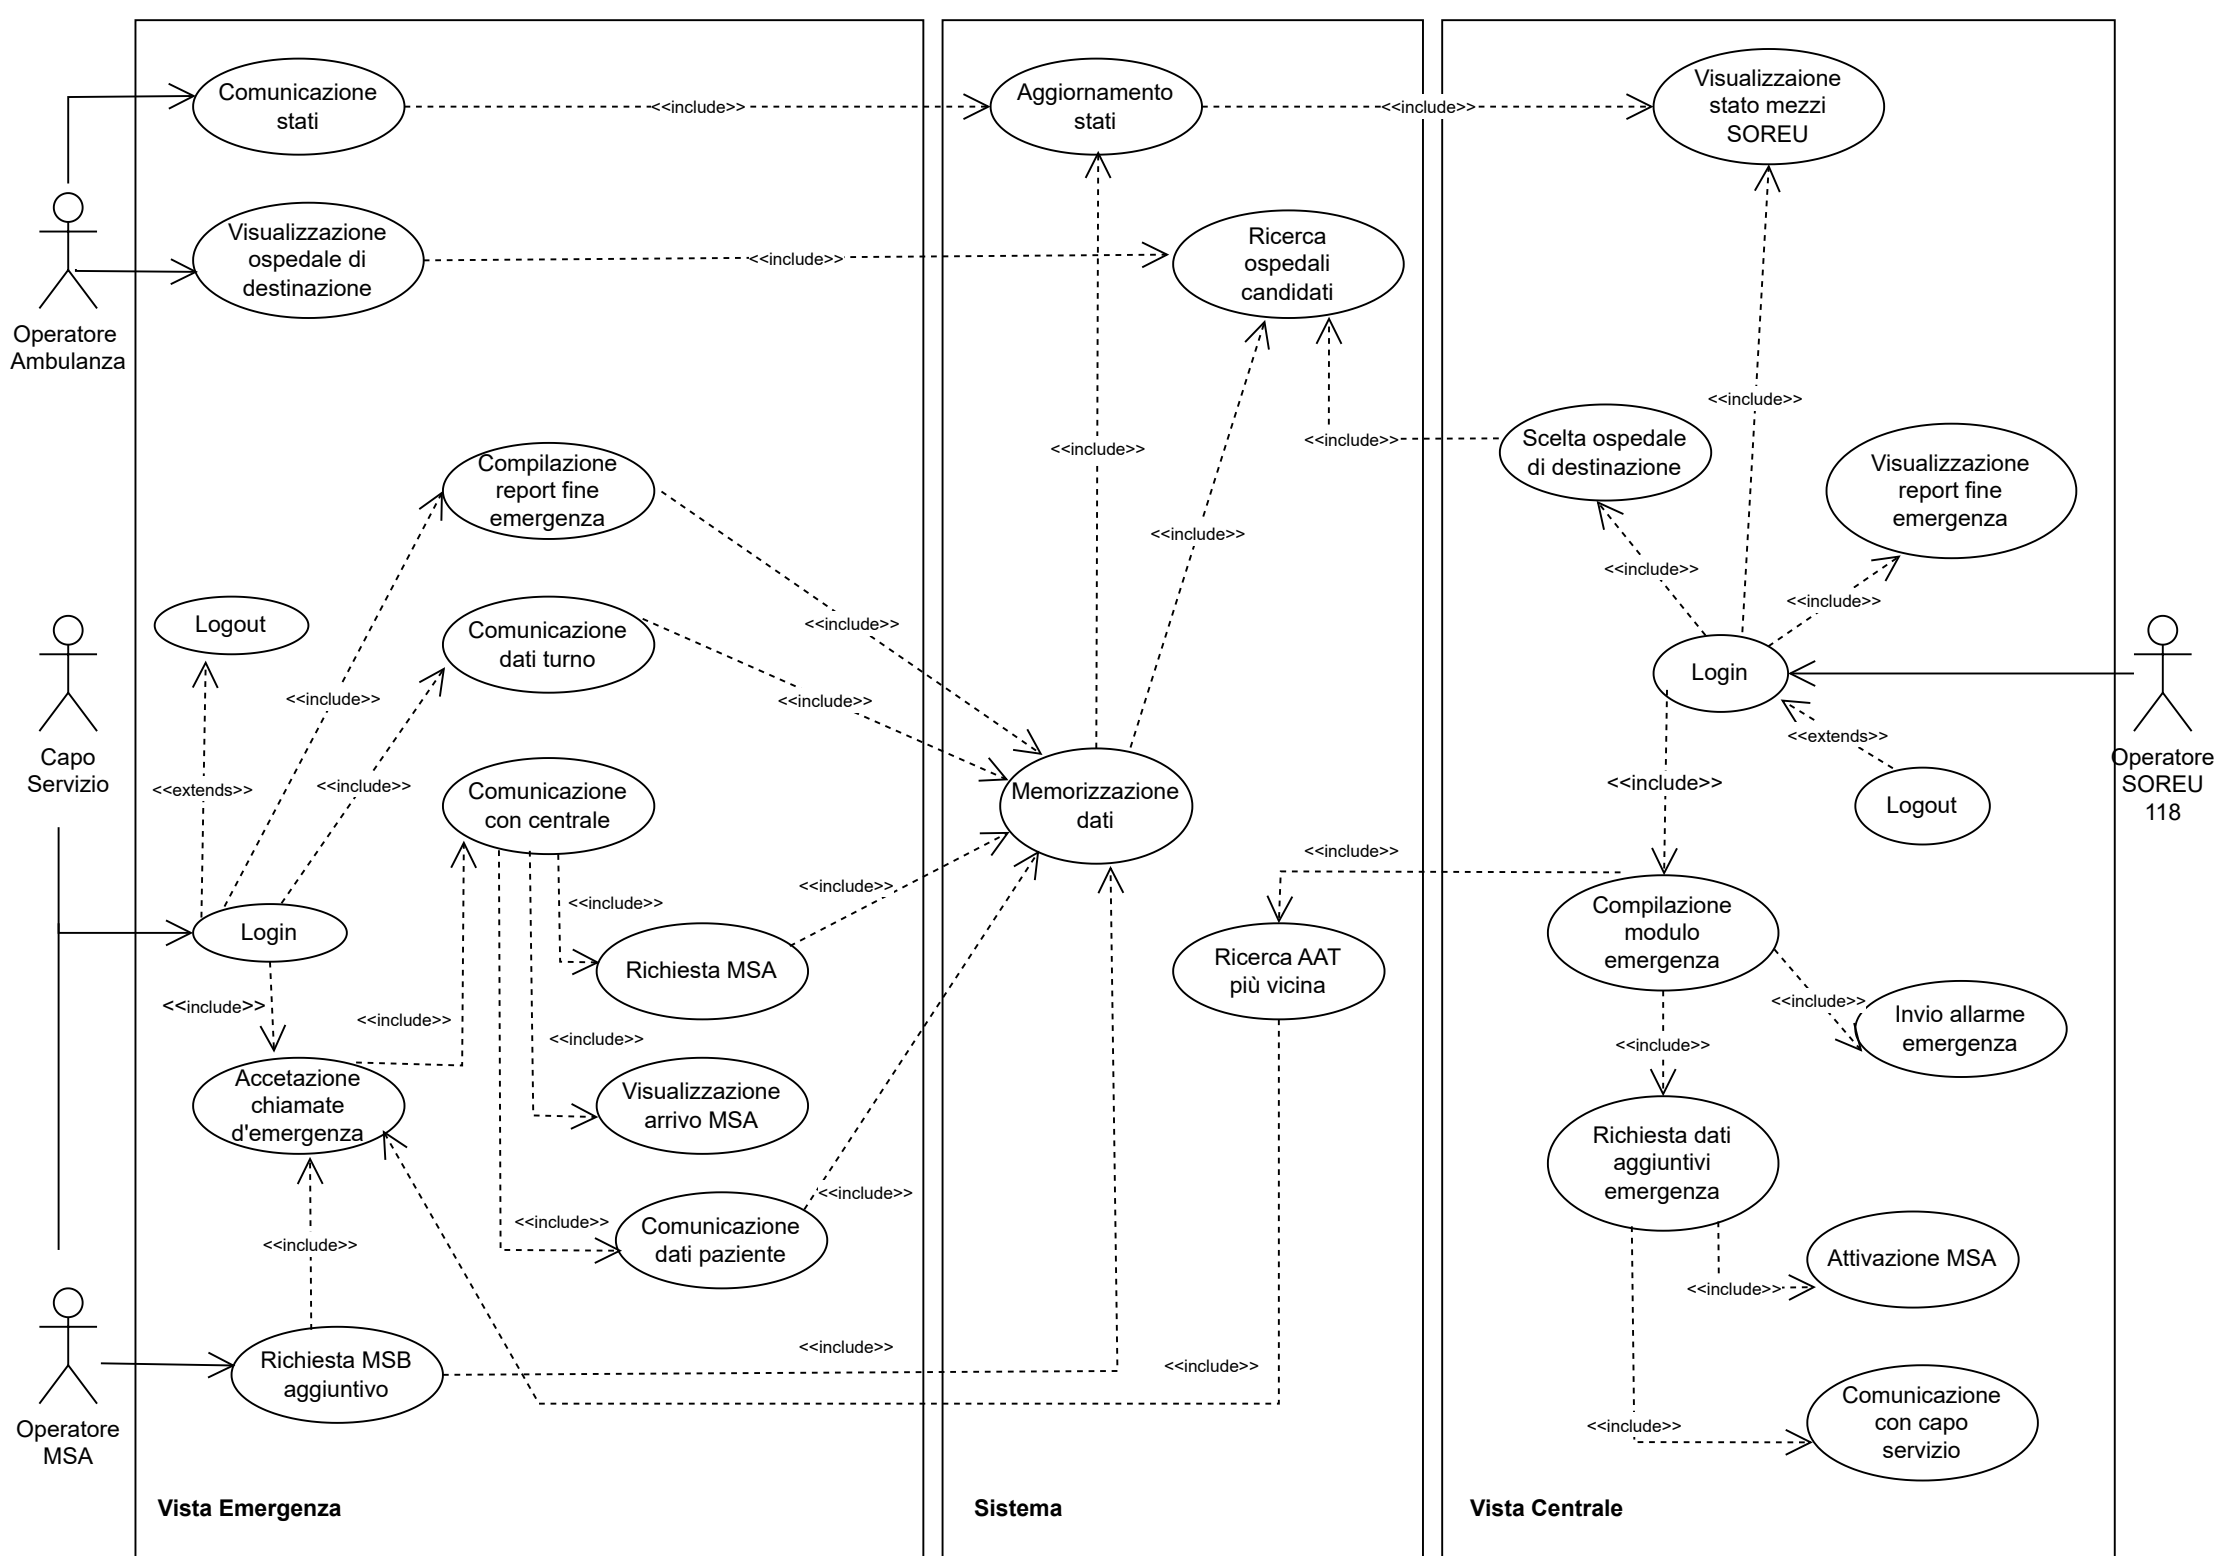 Comunicazione
stati
<<include>>
Aggiornamento
stati
<<include>>
Visualizzaione
stato mezzi
SOREU
Visualizzazione
ospedale di
destinazione
<<include>>
Ricerca
ospedali
candidati
Operatore
Ambulanza
<<include>>
<<include>>
<<include>>
Scelta ospedale
di destinazione
Visualizzazione
report fine
emergenza
Compilazione
report fine
emergenza
<<include>>
<<include>>
<<include>>
Logout
Comunicazione
dati turno
<<include>>
<<include>>
<<include>>
Login
Capo
Servizio
<<extends>>
<<include>>
Comunicazione
con centrale
Memorizzazione
dati
<<extends>>
<<include>>
Logout
Operatore
SOREU
118
<<include>>
<<include>>
<<include>>
Login
Richiesta MSA
Ricerca AAT
più vicina
Compilazione
modulo
emergenza
<<include>>
<<include>>
<<include>>
<<include>>
<<include>>
Invio allarme
emergenza
Accetazione
chiamate
d'emergenza
Visualizzazione
arrivo MSA
Richiesta dati
aggiuntivi
emergenza
<<include>>
<<include>>
<<include>>
Comunicazione
dati paziente
Attivazione MSA
<<include>>
Richiesta MSB
aggiuntivo
<<include>>
<<include>>
Operatore
MSA
<<include>>
Comunicazione
con capo
servizio
Vista Emergenza
Sistema
Vista Centrale